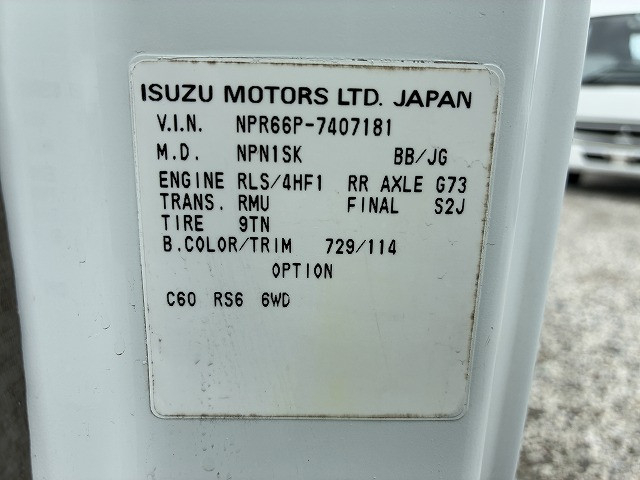 ISUZU MOTORS LTD. JAPAN
V.I.N. NPR66P-7407181
M.D. NPN1SK BB/JG
ENGINE RLS/4HF1 RR AXLE G73
TRANS. RMU FINAL S2J
TIRE 9TN
B.COLOR/TRIM 729/114
OPTION
C60 RS6 6WD